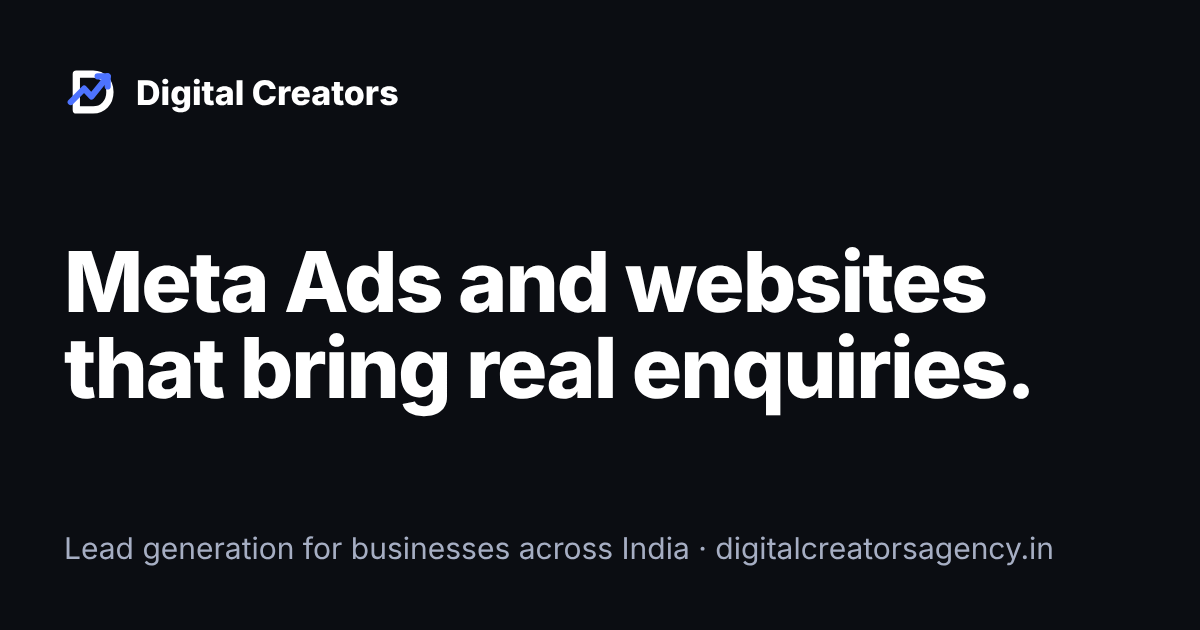 Digital Creators
Meta Ads and websites
that bring real enquiries.
Lead generation for businesses across India · digitalcreatorsagency.in